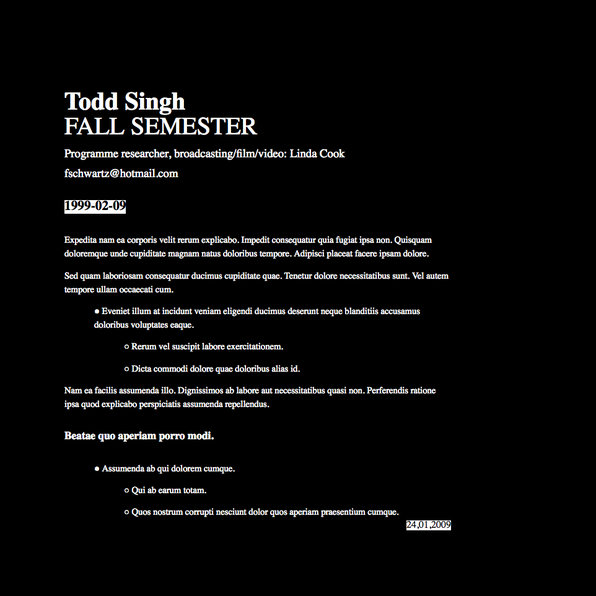 Todd Singh
FALL SEMESTER
Programme researcher, broadcasting/film/video: Linda Cook
fschwartz@hotmail.com
1999-02-09
Expedita nam ea corporis velit rerum explicabo. Impedit consequatur quia fugiat ipsa non. Quisquam
doloremque unde cupiditate magnam natus doloribus tempore. Adipisci placeat facere ipsam dolore.
Sed quam laboriosam consequatur ducimus cupiditate quae. Tenetur dolore necessitatibus sunt. Vel autem
tempore ullam occaecati cum.
● Eveniet illum at incidunt veniam eligendi ducimus deserunt neque blanditiis accusamus
doloribus voluptates eaque.
○ Rerum vel suscipit labore exercitationem.
○ Dicta commodi dolore quae doloribus alias id.
Nam ea facilis assumenda illo. Dignissimos ab labore aut necessitatibus quasi non. Perferendis ratione
ipsa quod explicabo perspiciatis assumenda repellendus.
Beatae quo aperiam porro modi.
● Assumenda ab qui dolorem cumque.
○ Qui ab earum totam.
○ Quos nostrum corrupti nesciunt dolor quos aperiam praesentium cumque.
24,01,2009